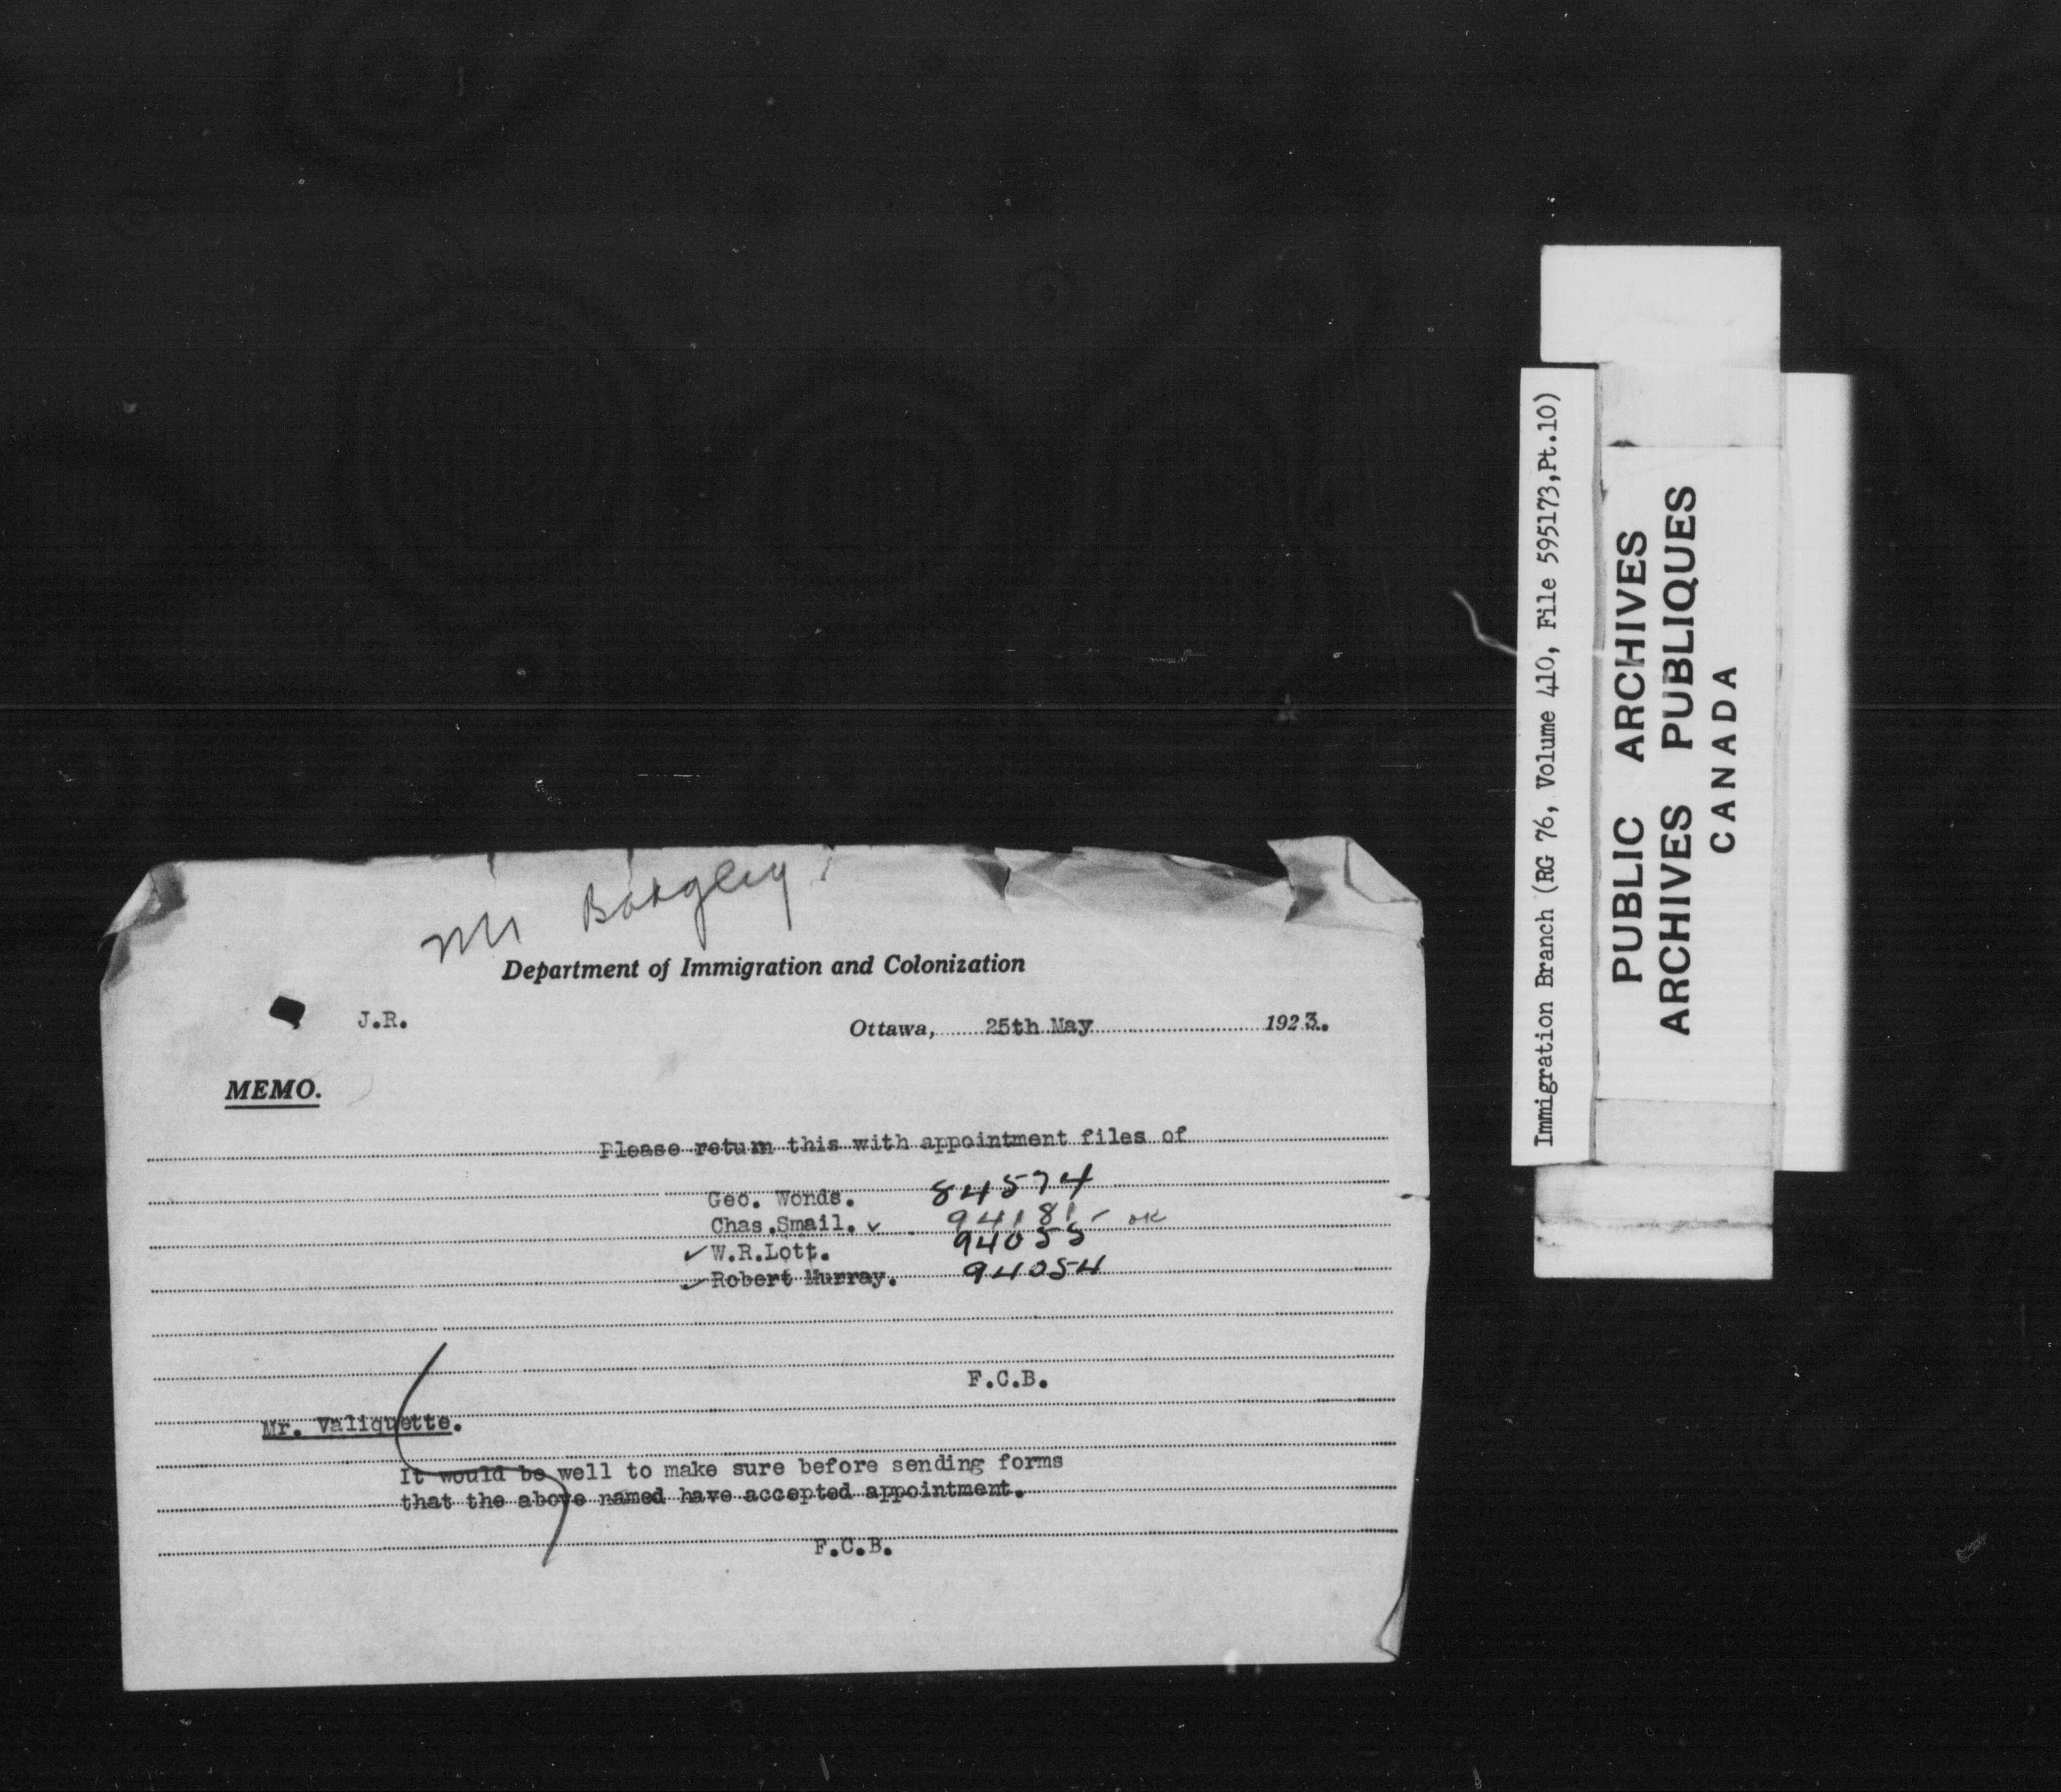 Mr Badgley
Department of Immigration and Colonization
J.R.
Ottawa, 25th May 1923.
MEMO.
Please return this with appointment files of
Geo. Wonds. 84574
Chas.Smail. ✓ 94181 - OK
✓ W.R.Lott. 94055
✓ Robert Murray. 94054
F.C.B.
Mr. Valiquette.
It would be well to make sure before sending forms
that the above named have accepted appointment.
F.C.B.
Immigration Branch (RG 76, Volume 410, File 595173,Pt.10)
PUBLIC ARCHIVES
ARCHIVES PUBLIQUES
CANADA